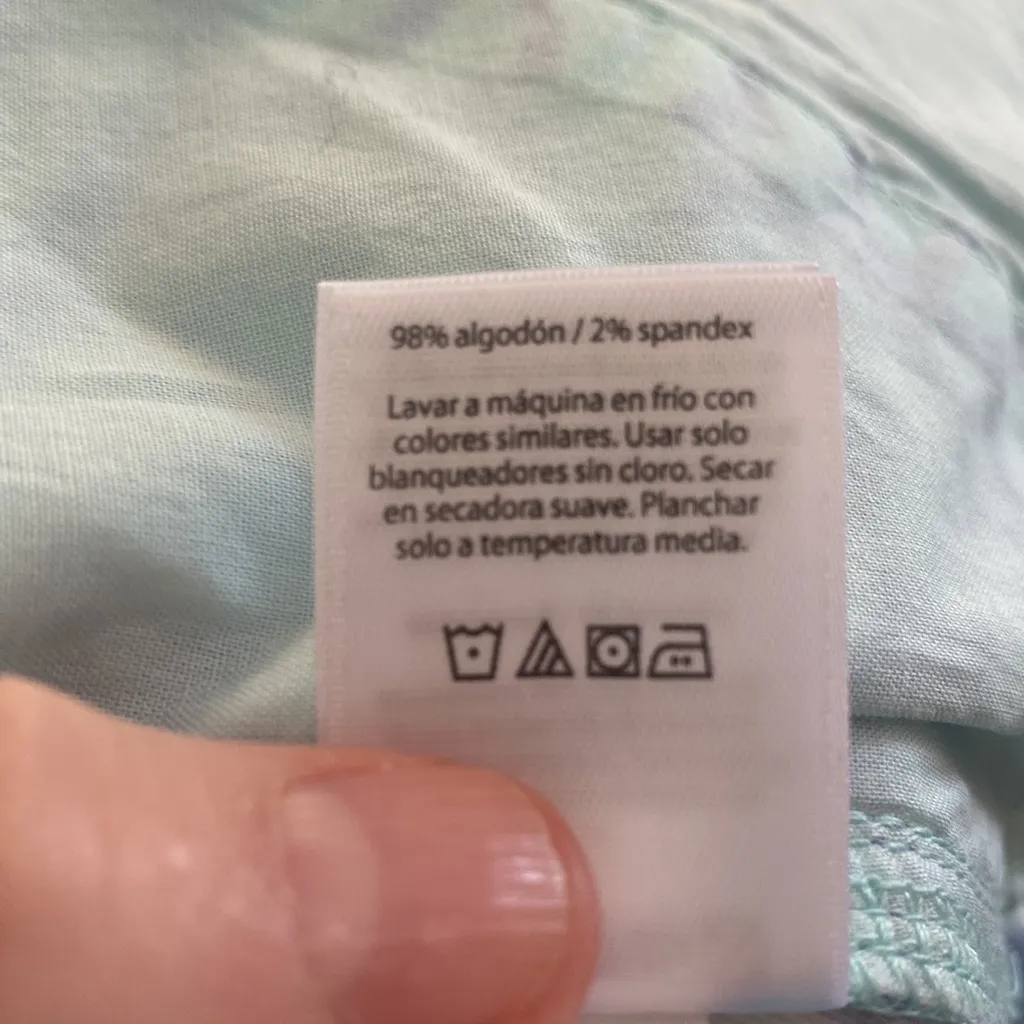 98% algodón / 2% spandex
Lavar a máquina en frío con
colores similares. Usar solo
blanqueadores sin cloro. Secar
en secadora suave. Planchar
solo a temperatura media.